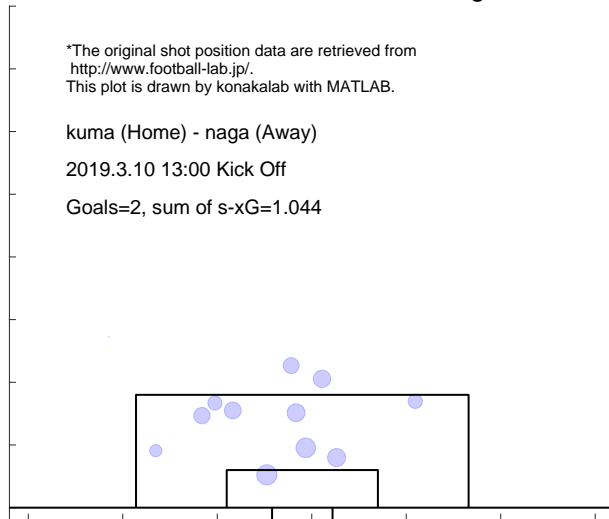 *The original shot position data are retrieved from
http://www.football-lab.jp/.
This plot is drawn by konakalab with MATLAB.
kuma (Home) - naga (Away)
2019.3.10 13:00 Kick Off
Goals=2, sum of s-xG=1.044